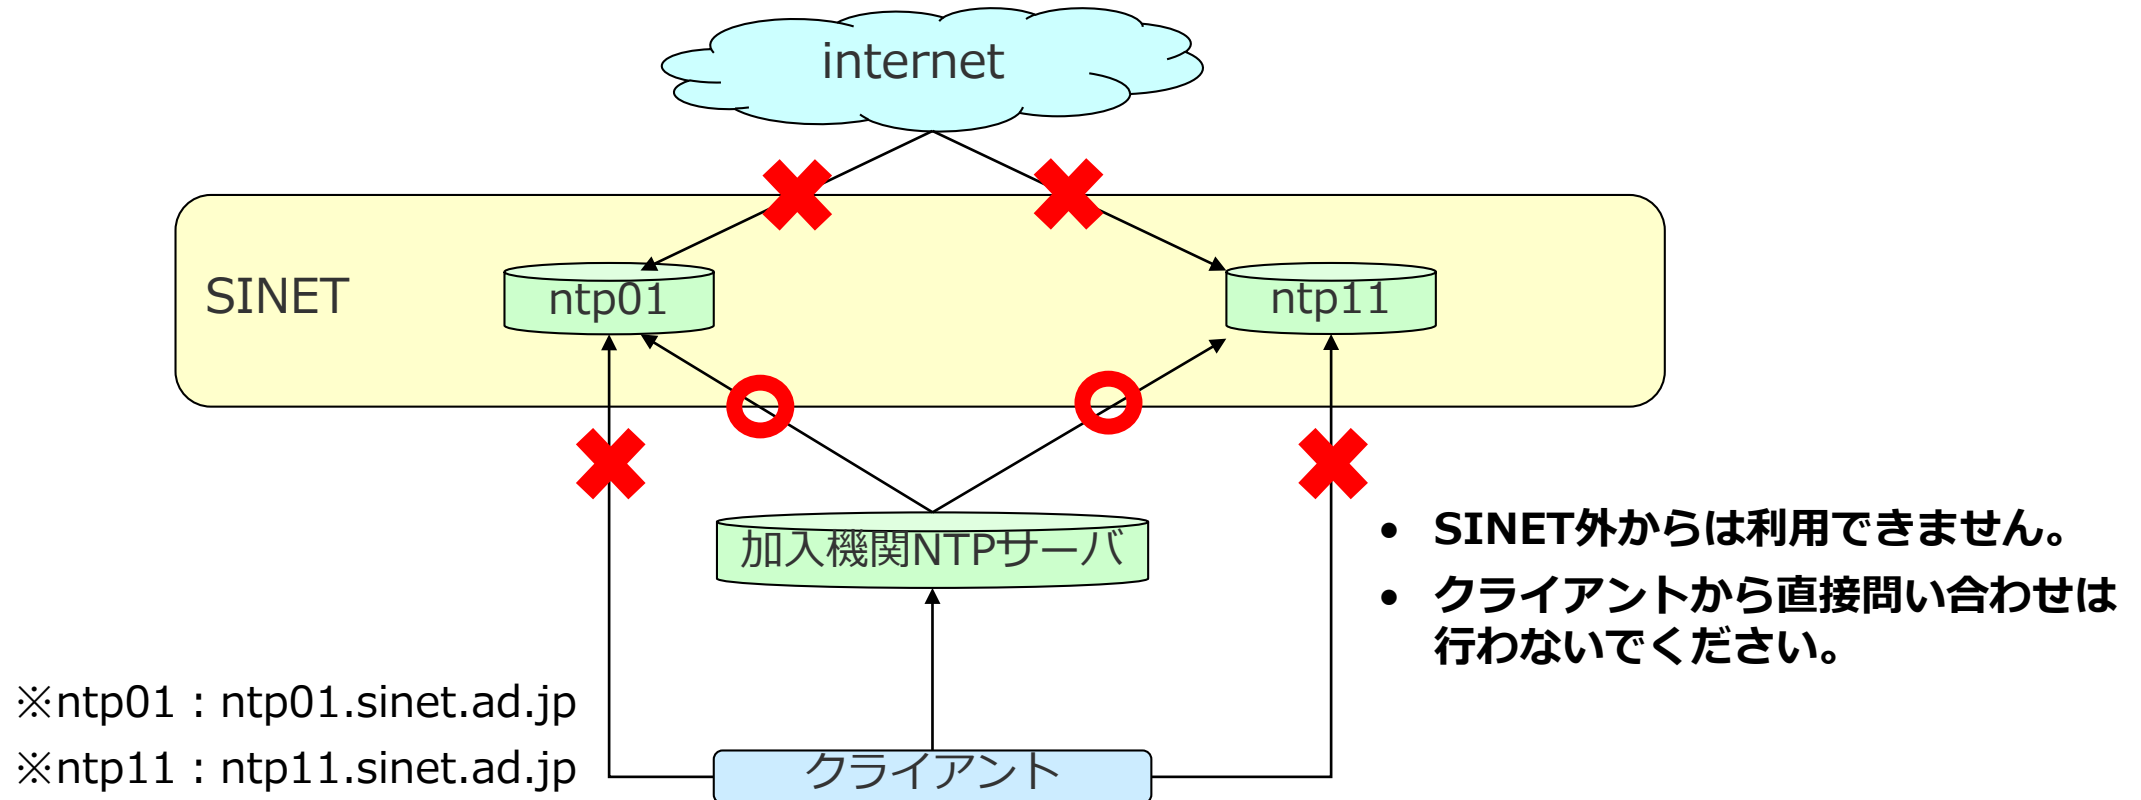 internet
SINET
ntp01
ntp11
加入機関NTPサーバ
• SINET外からは利用できません。
• クライアントから直接問い合わせは
行わないでください。
※ntp01：ntp01.sinet.ad.jp
※ntp11：ntp11.sinet.ad.jp
クライアント